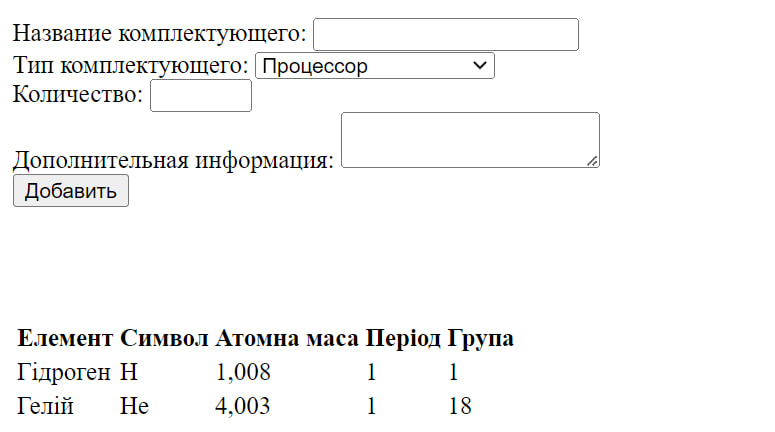 Название комплектующего:
Тип комплектующего: Процессор
Количество:
Дополнительная информация:
Добавить
Елемент Символ Атомна маса Період Група
Гідроген H 1,008 1 1
Гелій He 4,003 1 18